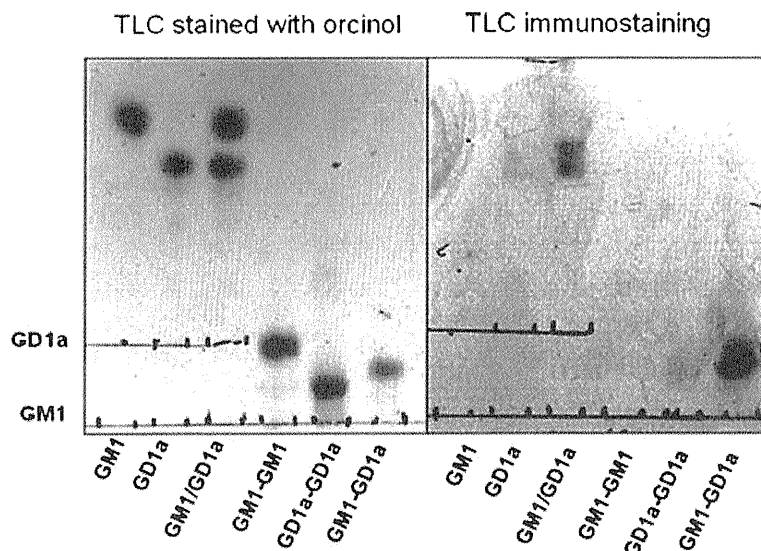 TLC stained with orcinol
TLC immunostaining
GD1a
GM1
GM1
GD1a
GM1/GD1a
GM1-GM1
GD1a-GD1a
GM1-GD1a
GM1
GD1a
GM1/GD1a
GM1-GM1
GD1a-GD1a
GM1-GD1a